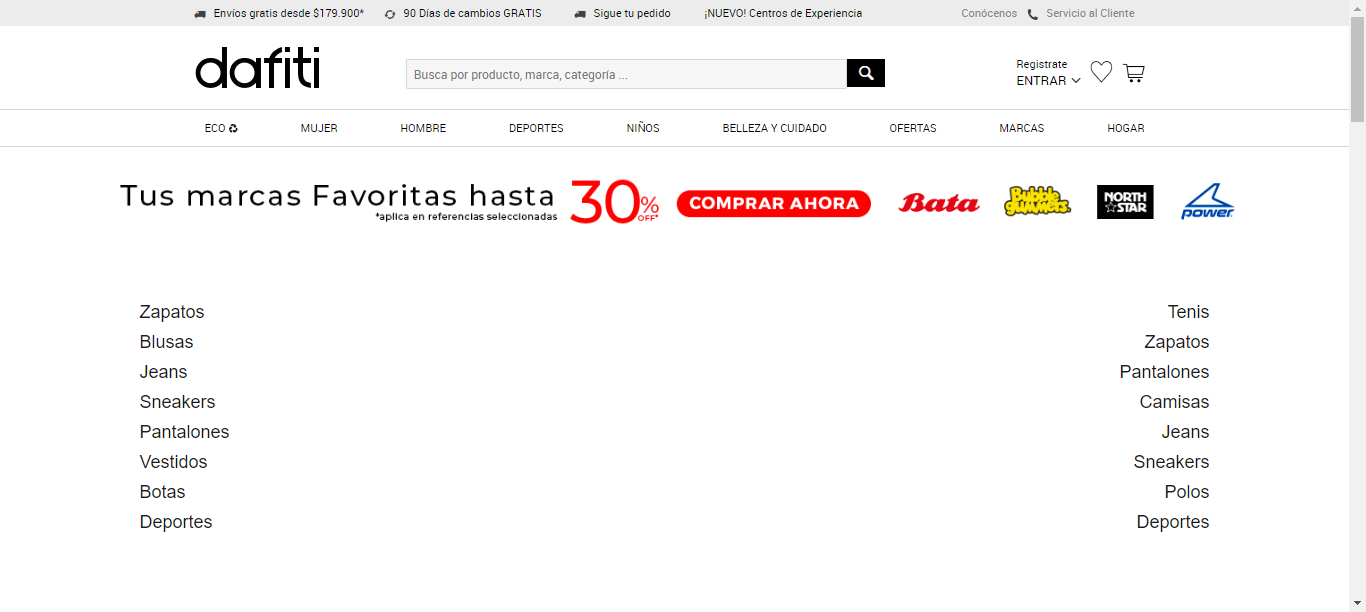 Envíos gratis desde $179.900*
90 Días de cambios GRATIS
Sigue tu pedido
¡NUEVO! Centros de Experiencia
Conócenos
Servicio al Cliente
dafiti
Busca por producto, marca, categoría ...
Registrate
ENTRAR
ECO
MUJER
HOMBRE
DEPORTES
NIÑOS
BELLEZA Y CUIDADO
OFERTAS
MARCAS
HOGAR
Tus marcas Favoritas hasta
*aplica en referencias seleccionadas
30%
OFF*
COMPRAR AHORA
Bata
Bubble
gummers
NORTH
STAR
power
Zapatos
Blusas
Jeans
Sneakers
Pantalones
Vestidos
Botas
Deportes
Tenis
Zapatos
Pantalones
Camisas
Jeans
Sneakers
Polos
Deportes